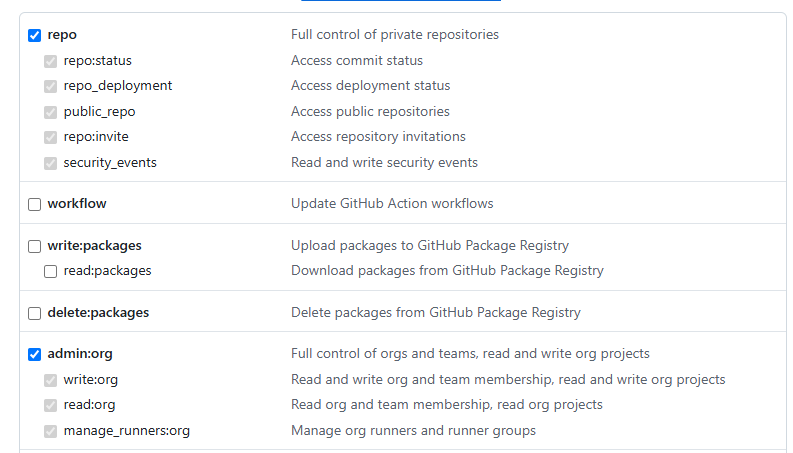 repo Full control of private repositories
repo:status Access commit status
repo_deployment Access deployment status
public_repo Access public repositories
repo:invite Access repository invitations
security_events Read and write security events
workflow Update GitHub Action workflows
write:packages Upload packages to GitHub Package Registry
read:packages Download packages from GitHub Package Registry
delete:packages Delete packages from GitHub Package Registry
admin:org Full control of orgs and teams, read and write org projects
write:org Read and write org and team membership, read and write org projects
read:org Read org and team membership, read org projects
manage_runners:org Manage org runners and runner groups